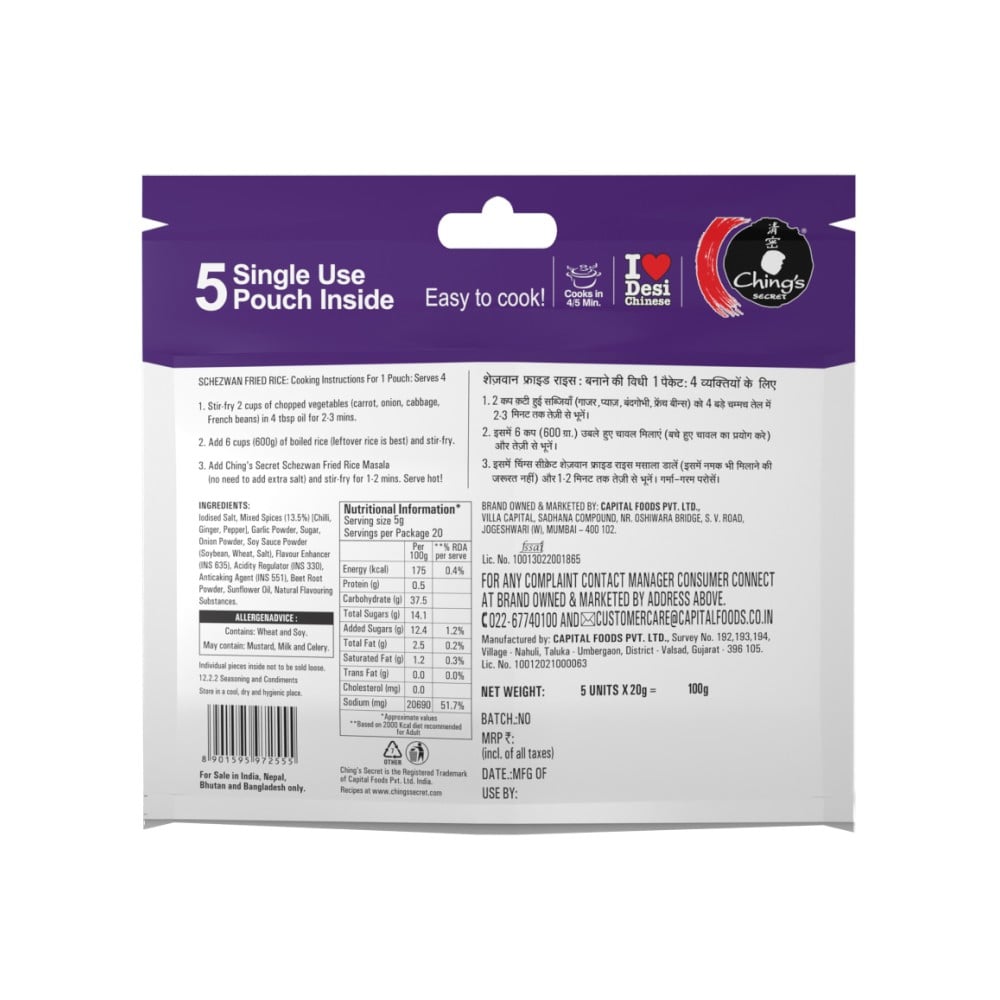 5 Single Use
Pouch Inside
Easy to cook!
Cooks in
4/5 Min.
I
Desi
Chinese
清
密
Ching's
SECRET
®
SCHEZWAN FRIED RICE: Cooking Instructions For 1 Pouch: Serves 4
1. Stir-fry 2 cups of chopped vegetables (carrot, onion, cabbage,
French beans) in 4 tbsp oil for 2-3 mins.
2. Add 6 cups (600g) of boiled rice (leftover rice is best) and stir-fry.
3. Add Ching's Secret Schezwan Fried Rice Masala
(no need to add extra salt) and stir-fry for 1-2 mins. Serve hot!
शेज़वान फ्राइड राइस : बनाने की विधी 1 पैकेट: 4 व्यक्तियों के लिए
1. 2 कप कटी हुई सब्जियाँ (गाजर,प्याज, बंदगोभी, फ्रेंच बीन्स) को 4 बड़े चम्मच तेल में
2-3 मिनट तक तेज़ी से भूनें।
2. इसमें 6 कप (600 ग्रा.) उबले हुए चावल मिलाएं (बचे हुए चावल का प्रयोग करे)
और तेज़ी से भूनें।
3. इसमें चिंग्स सीक्रेट शेज़वान फ्राइड राइस मसाला डालें (इसमें नमक भी मिलाने की
जरूरत नहीं) और 1-2 मिनट तक तेज़ी से भूनें। गर्मा-गरम परोसें।
INGREDIENTS:
Iodised Salt, Mixed Spices (13.5%) [Chilli,
Ginger, Pepper], Garlic Powder, Sugar,
Onion Powder, Soy Sauce Powder
(Soybean, Wheat, Salt), Flavour Enhancer
(INS 635), Acidity Regulator (INS 330),
Anticaking Agent (INS 551), Beet Root
Powder, Sunflower Oil, Natural Flavouring
Substances.
ALLERGENADVICE :
Contains: Wheat and Soy.
May contain: Mustard, Milk and Celery.
Individual pieces inside not to be sold loose.
12.2.2 Seasoning and Condiments
Store in a cool, dry and hygienic place.
8 901595 972555
For Sale in India, Nepal,
Bhutan and Bangladesh only.
Nutritional Information*
Serving size 5g
Servings per Package 20
Per 100g **% RDA per serve
Energy (kcal) 175 0.4%
Protein (g) 0.5
Carbohydrate (g) 37.5
Total Sugars (g) 14.1
Added Sugars (g) 12.4 1.2%
Total Fat (g) 2.5 0.2%
Saturated Fat (g) 1.2 0.3%
Trans Fat (g) 0.0 0.0%
Cholesterol (mg) 0.0
Sodium (mg) 20690 51.7%
*Approximate values
**Based on 2000 Kcal diet recommended
for Adult
7
OTHER
Ching's Secret is the Registered Trademark
of Capital Foods Pvt. Ltd. India.
Recipes at www.chingssecret.com
BRAND OWNED & MARKETED BY: CAPITAL FOODS PVT. LTD.,
VILLA CAPITAL, SADHANA COMPOUND, NR. OSHIWARA BRIDGE, S. V. ROAD,
JOGESHWARI (W), MUMBAI – 400 102.
fssai
Lic. No. 10013022001865
FOR ANY COMPLAINT CONTACT MANAGER CONSUMER CONNECT
AT BRAND OWNED & MARKETED BY ADDRESS ABOVE.
022-67740100 AND CUSTOMERCARE@CAPITALFOODS.CO.IN
Manufactured by: CAPITAL FOODS PVT. LTD., Survey No. 192,193,194,
Village - Nahuli, Taluka - Umbergaon, District - Valsad, Gujarat - 396 105.
Lic. No. 10012021000063
NET WEIGHT: 5 UNITS X 20g = 100g
BATCH.:NO
MRP ₹:
(incl. of all taxes)
DATE.:MFG OF
USE BY: